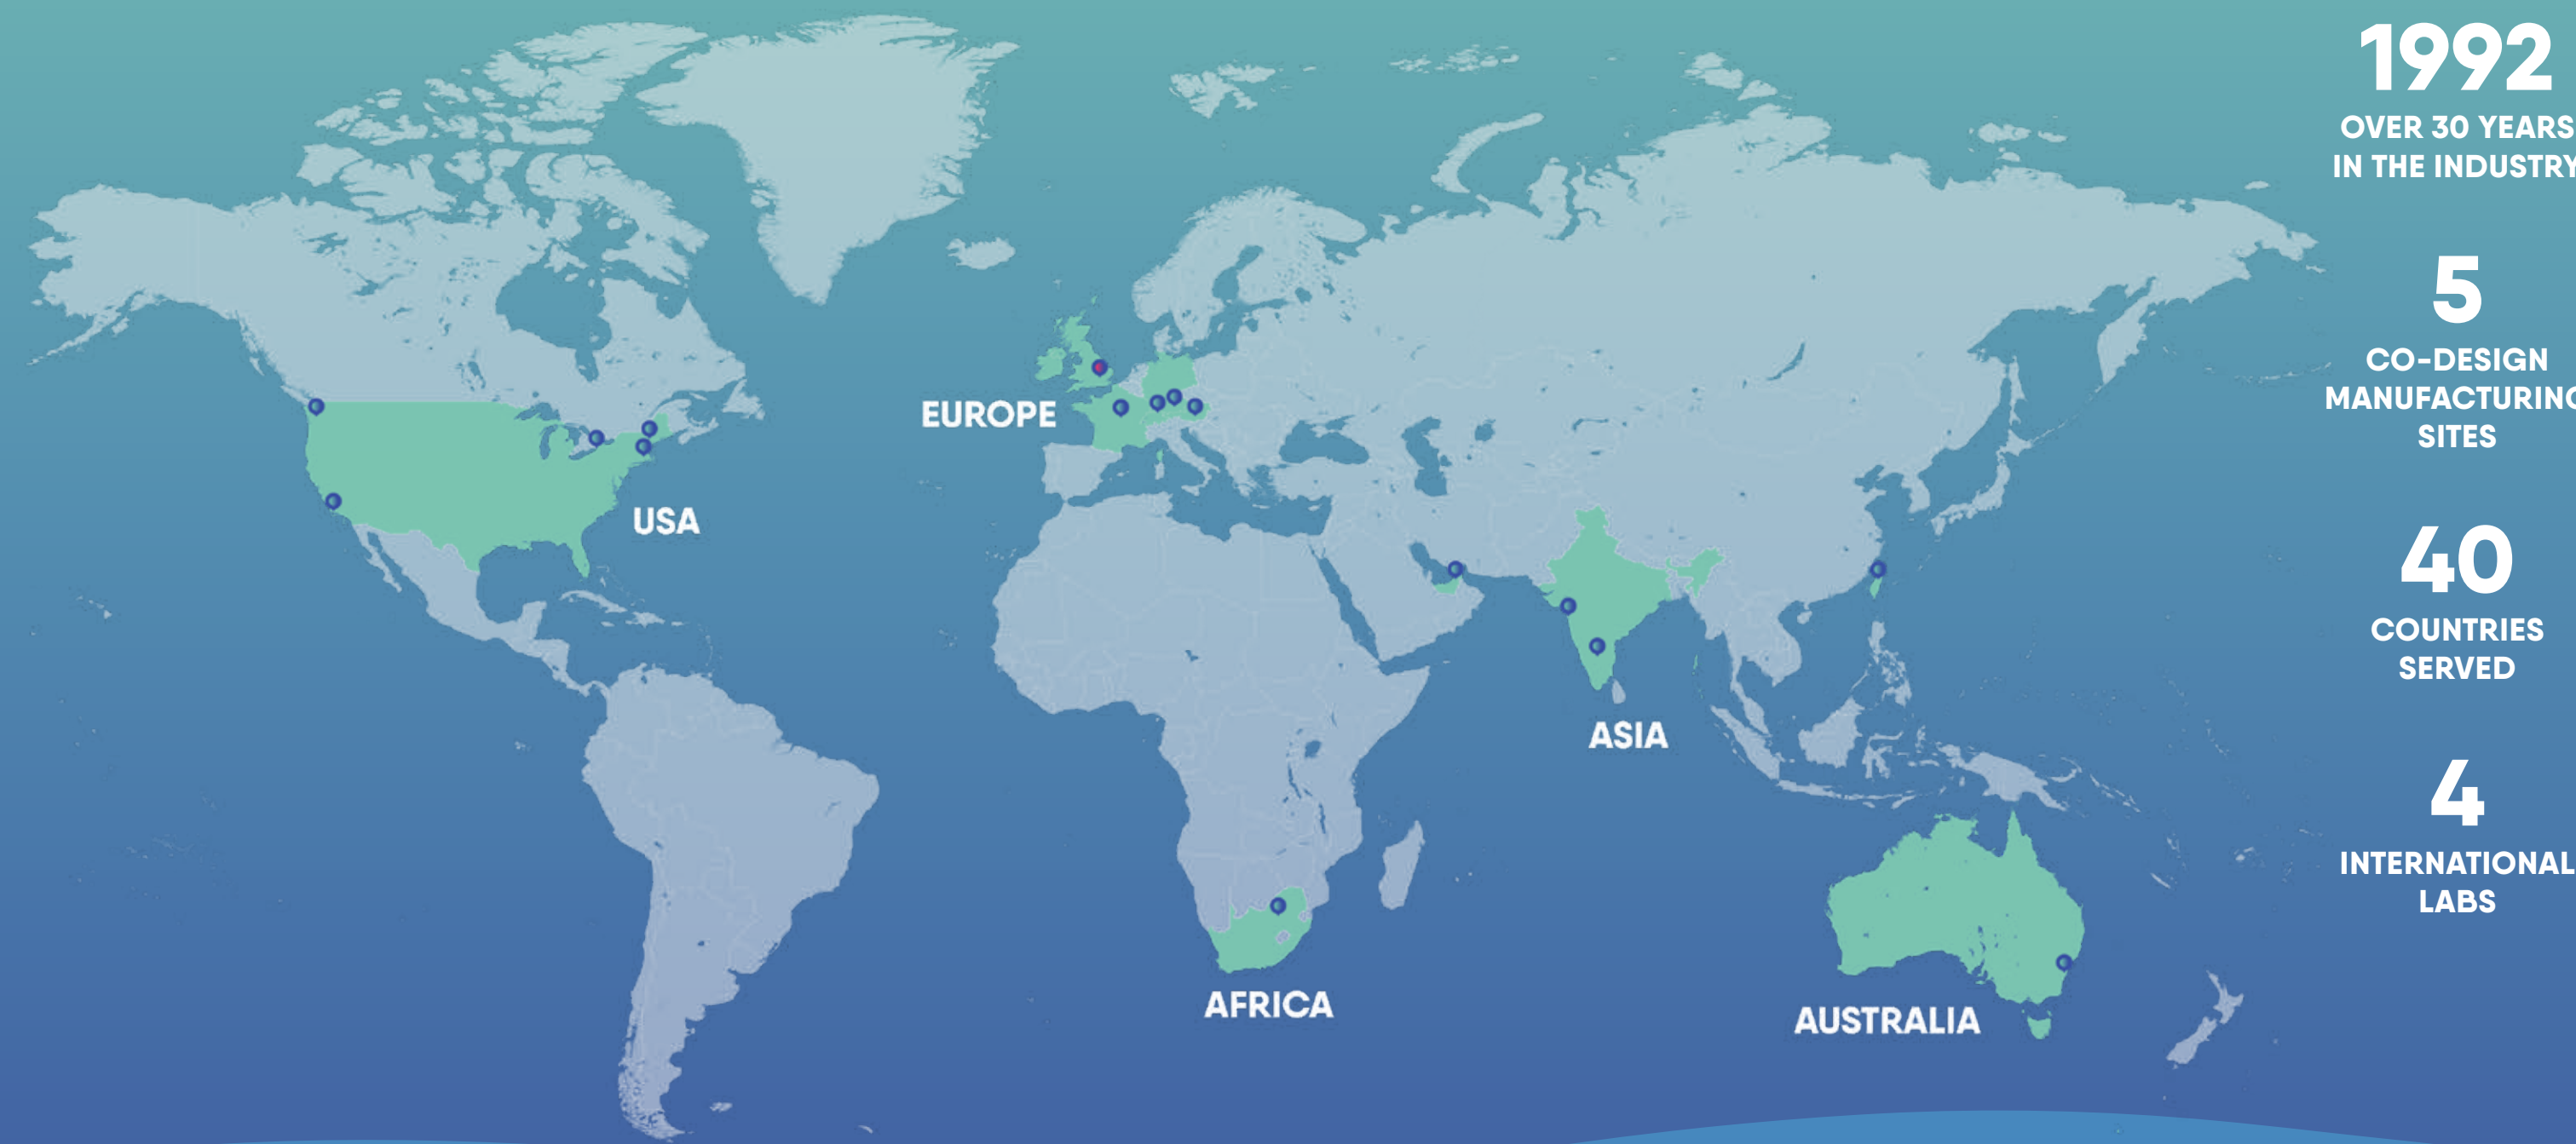 1992
OVER 30 YEARS
IN THE INDUSTRY
5
CO-DESIGN
MANUFACTURING
SITES
40
COUNTRIES
SERVED
4
INTERNATIONAL
LABS
EUROPE
USA
ASIA
AFRICA
AUSTRALIA